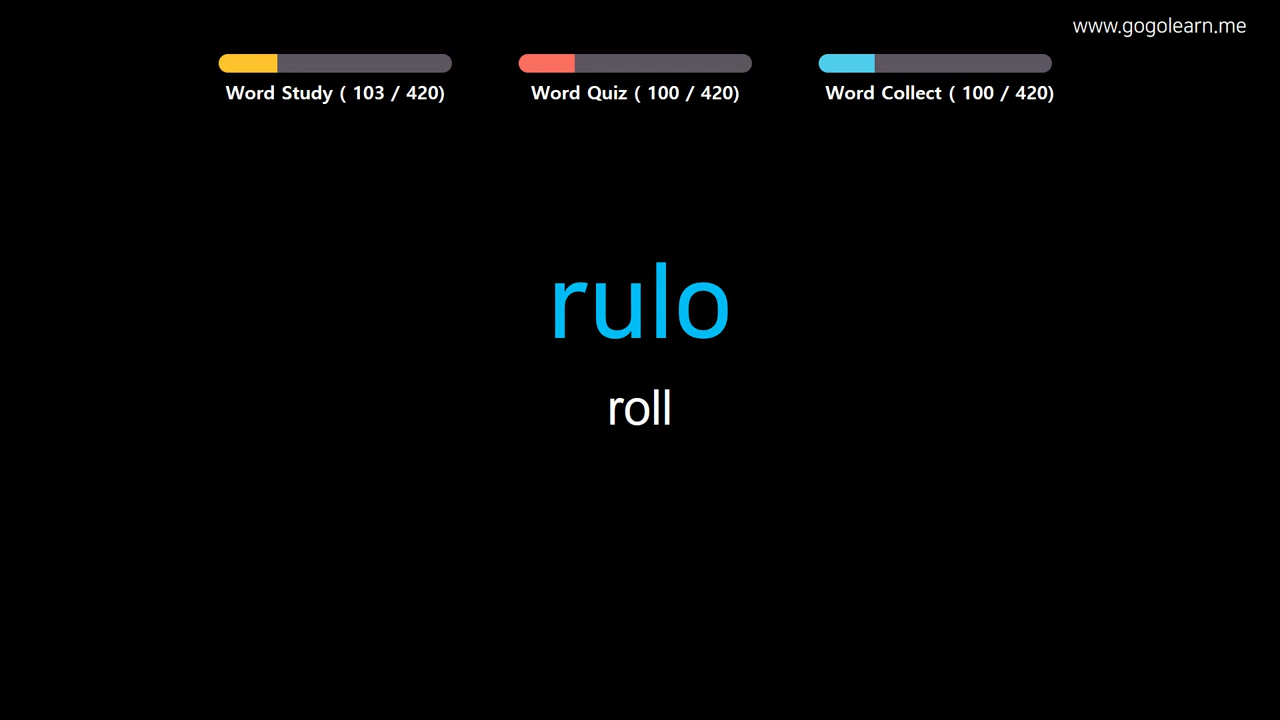 www.gogolearn.me
Word Study ( 103 / 420)
Word Quiz ( 100 / 420)
Word Collect ( 100 / 420)
rulo
roll